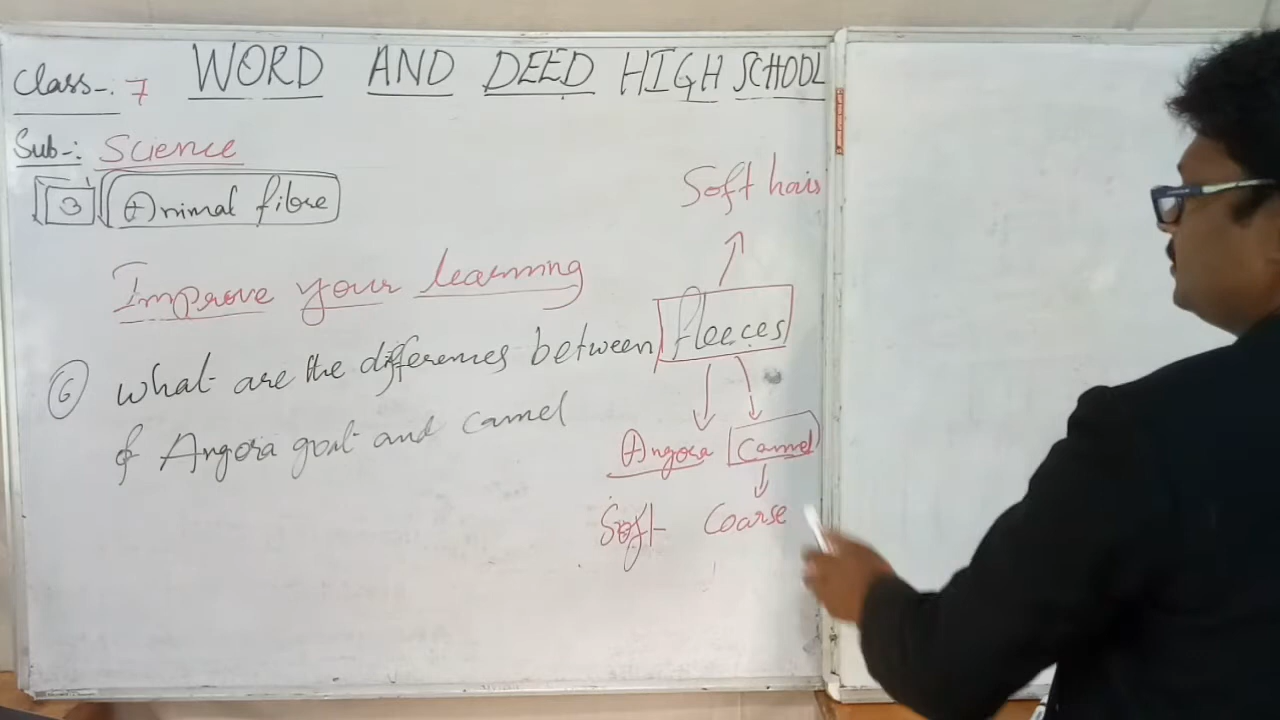 Class-: 7 WORD AND DEED HIGH SCHOOL
Sub-: Science
3 Animal fibre
Soft hairs
Improve your learning
6 What are the differences between fleeces
of Angora goat and camel
Angora Camel
Soft Coarse